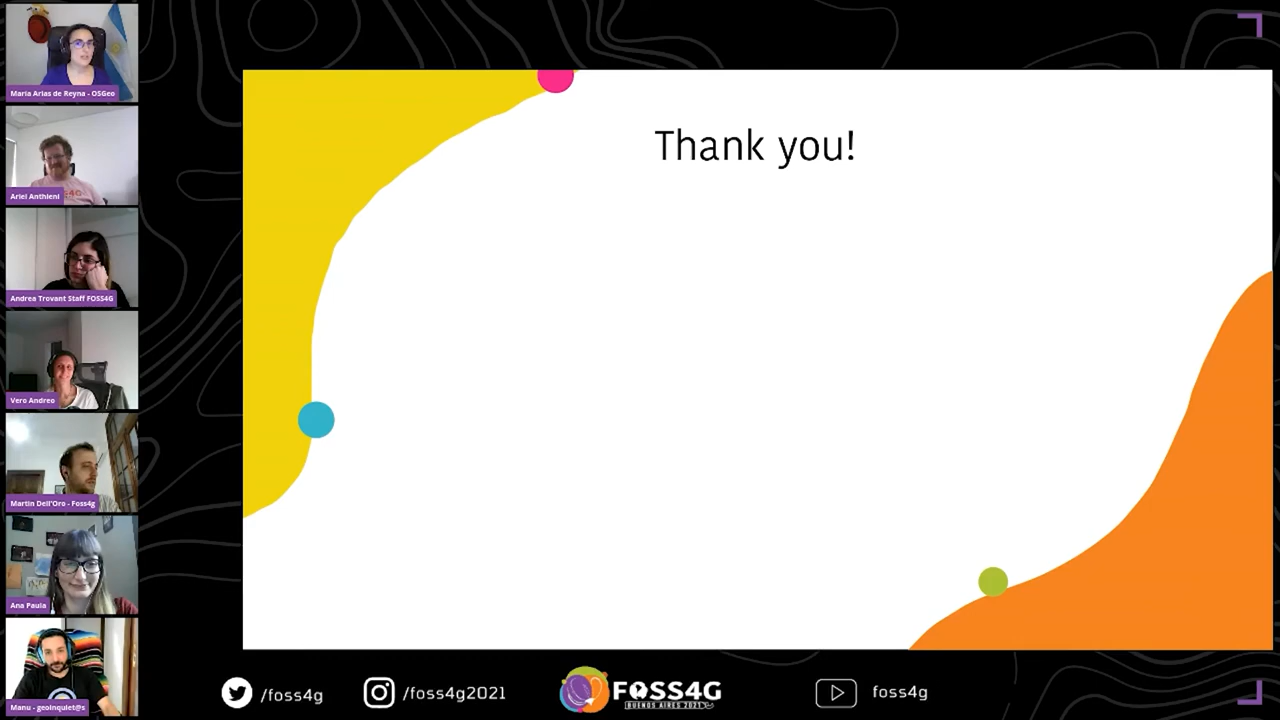 Maria Arias de Reyna - OSGeo
Ariel Anthieni
Andrea Trovant Staff FOSS4G
Vero Andreo
Martin Dell'Oro - Foss4g
Ana Paula
Manu - geoinquiet@s
Thank you!
/foss4g
/foss4g2021
FOSS4G
BUENOS AIRES 2021
foss4g